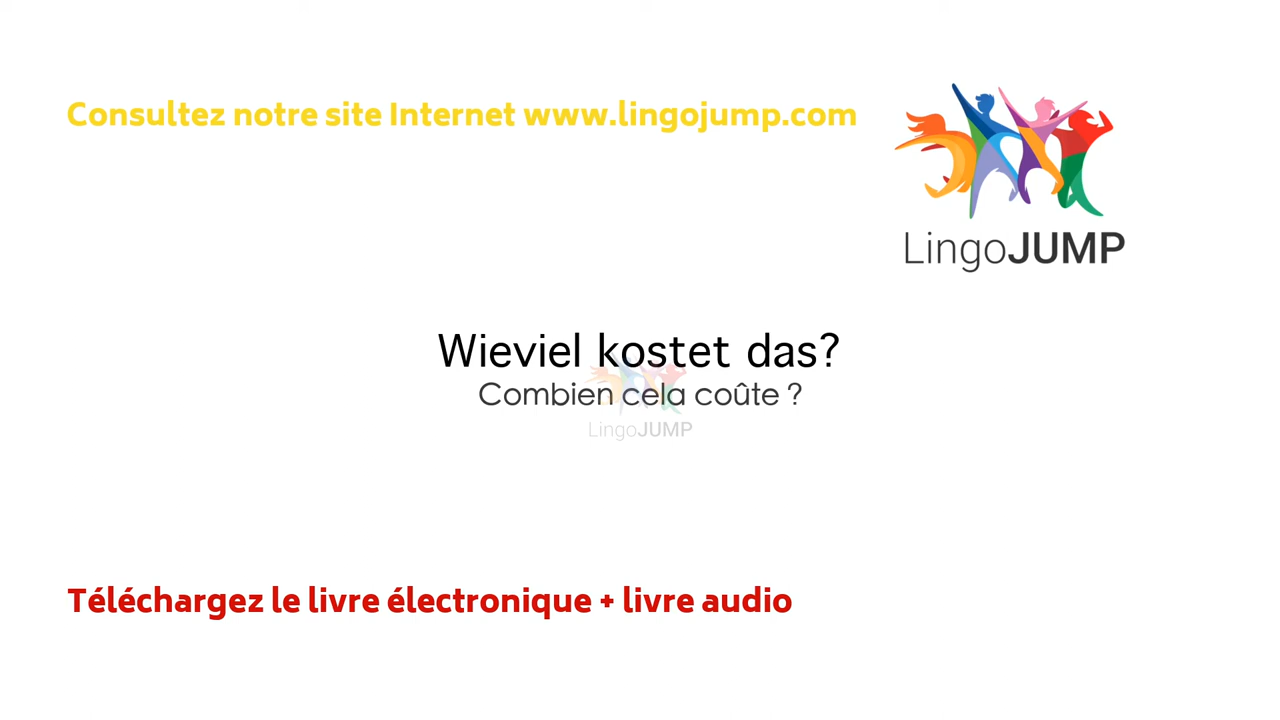 Consultez notre site Internet www.lingojump.com
LingoJUMP
Wieviel kostet das?
Combien cela coûte ?
LingoJUMP
Téléchargez le livre électronique + livre audio